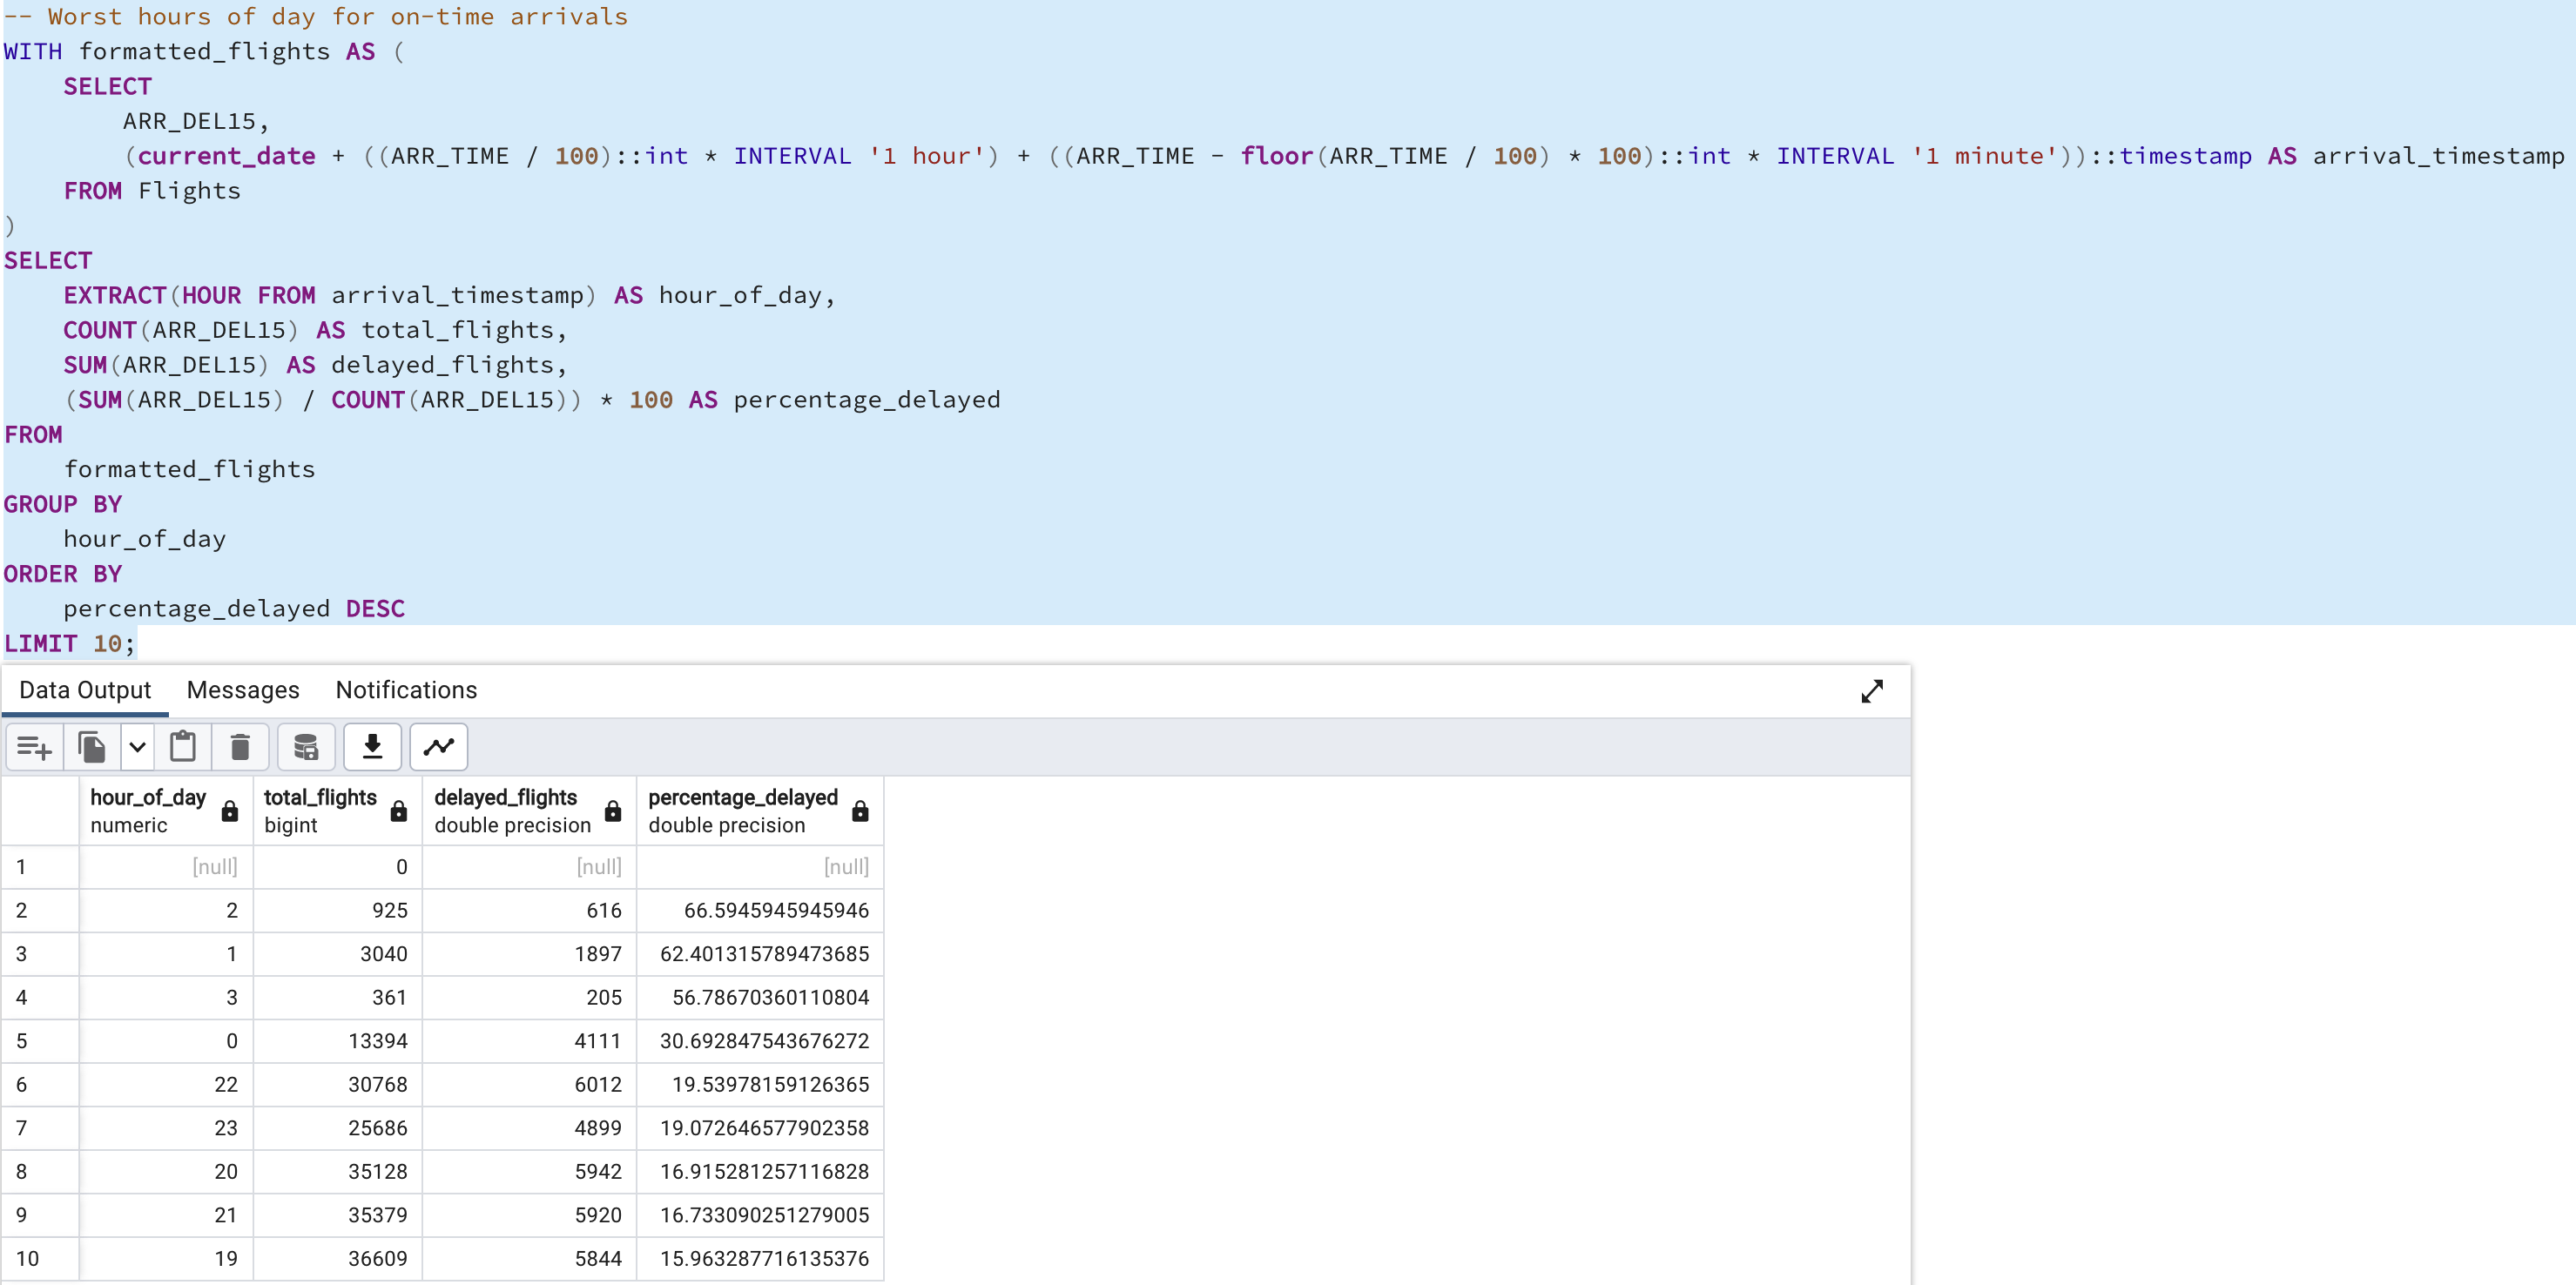 -- Worst hours of day for on-time arrivals
WITH formatted_flights AS (
    SELECT
        ARR_DEL15,
        (current_date + ((ARR_TIME / 100)::int * INTERVAL '1 hour') + ((ARR_TIME - floor(ARR_TIME / 100) * 100)::int * INTERVAL '1 minute'))::timestamp AS arrival_timestamp
    FROM Flights
)
SELECT
    EXTRACT(HOUR FROM arrival_timestamp) AS hour_of_day,
    COUNT(ARR_DEL15) AS total_flights,
    SUM(ARR_DEL15) AS delayed_flights,
    (SUM(ARR_DEL15) / COUNT(ARR_DEL15)) * 100 AS percentage_delayed
FROM
    formatted_flights
GROUP BY
    hour_of_day
ORDER BY
    percentage_delayed DESC
LIMIT 10;
Data Output Messages Notifications
hour_of_day total_flights delayed_flights percentage_delayed
numeric bigint double precision double precision
1 [null] 0 [null] [null]
2 2 925 616 66.5945945945946
3 1 3040 1897 62.401315789473685
4 3 361 205 56.78670360110804
5 0 13394 4111 30.692847543676272
6 22 30768 6012 19.53978159126365
7 23 25686 4899 19.072646577902358
8 20 35128 5942 16.915281257116828
9 21 35379 5920 16.733090251279005
10 19 36609 5844 15.963287716135376